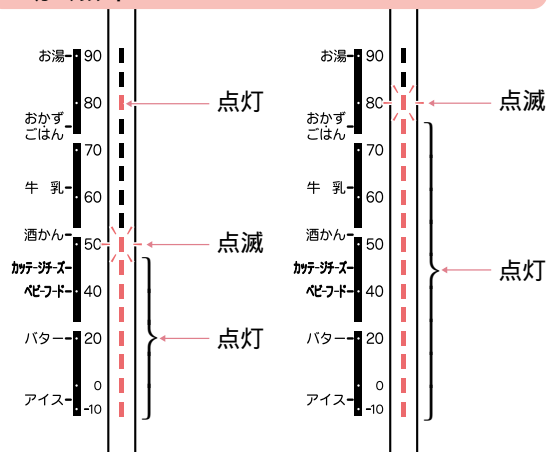 お湯 90
80 点灯
おかず
ごはん
70
牛 乳
60
酒かん
50 点滅
カッテージチーズ
ベビーフード 40
バター 20 点灯
0
アイス
-10
お湯 90
80 点滅
おかず
ごはん
70
牛 乳
60
酒かん
50
点灯
カッテージチーズ
ベビーフード 40
バター 20
0
アイス
-10